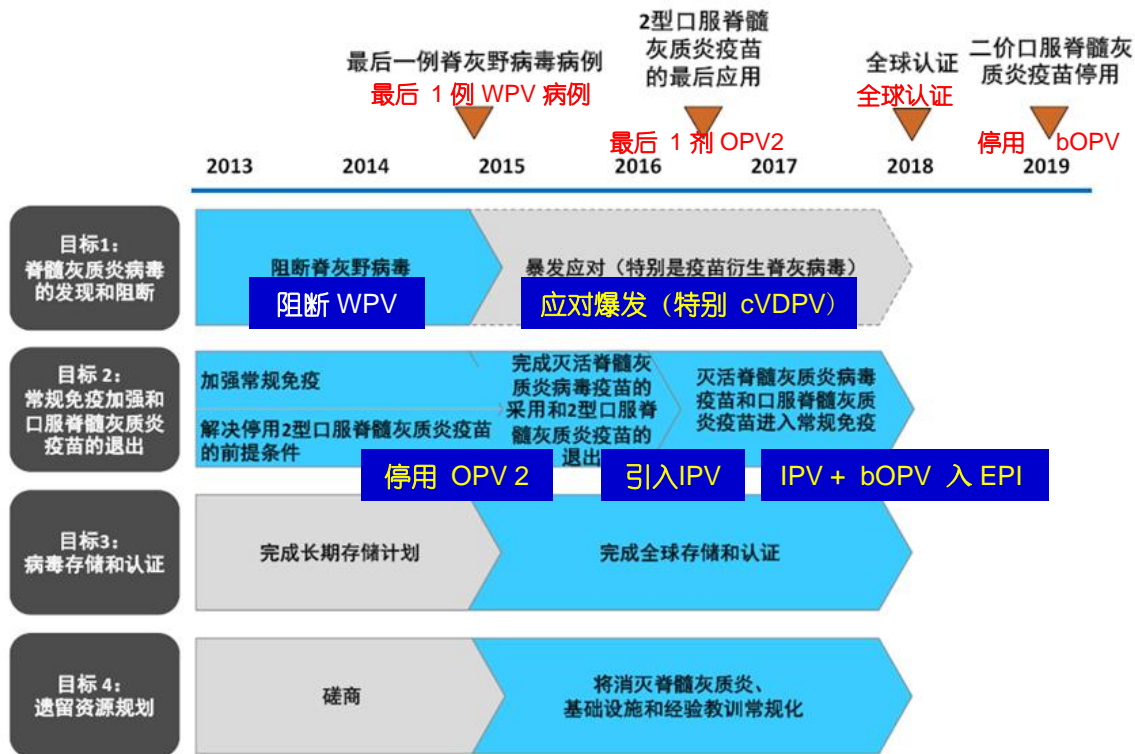 最后一例脊灰野病毒病例
最后 1 例 WPV 病例
2型口服脊髓
灰质炎疫苗
的最后应用
最后 1 剂 OPV2
全球认证
全球认证
二价口服脊髓灰
质炎疫苗停用
停用 bOPV
2013 2014 2015 2016 2017 2018 2019
目标1：
脊髓灰质炎病毒
的发现和阻断
阻断脊灰野病毒
阻断 WPV
暴发应对（特别是疫苗衍生脊灰病毒）
应对爆发（特别 cVDPV）
目标 2：
常规免疫加强和
口服脊髓灰质炎
疫苗的退出
加强常规免疫
解决停用2型口服脊髓灰质炎疫苗
的前提条件
停用 OPV 2
完成灭活脊髓灰
质炎病毒疫苗的
采用和2型口服脊
髓灰质炎疫苗的
退出
引入IPV
灭活脊髓灰质炎病毒
疫苗和口服脊髓灰质
炎疫苗进入常规免疫
IPV + bOPV 入 EPI
目标3：
病毒存储和认证
完成长期存储计划
完成全球存储和认证
目标 4：
遗留资源规划
磋商
将消灭脊髓灰质炎、
基础设施和经验教训常规化